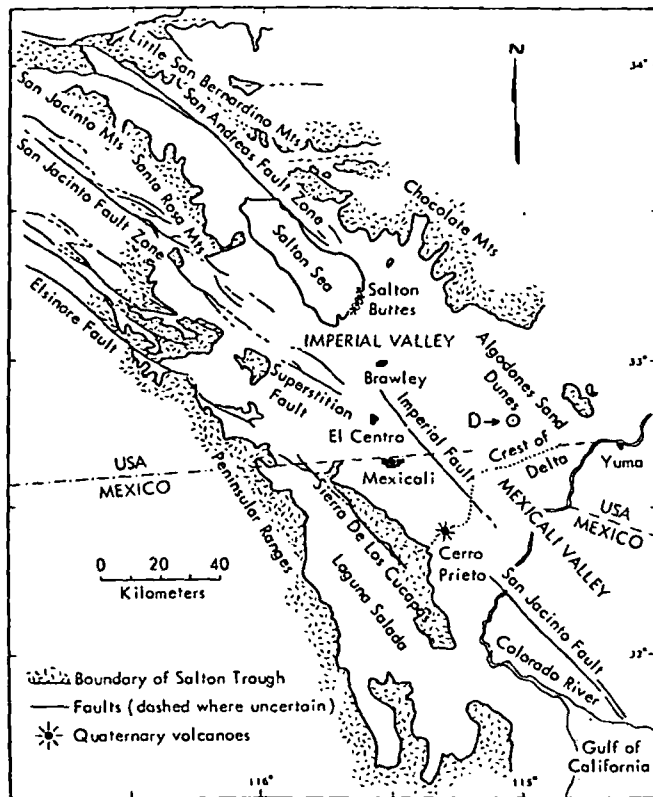 N
34°
Little San Bernardino Mts
San Andreas Fault Zone
San Jacinto Mts
Santa Rosa Mts
San Jacinto Fault Zone
Chocolate Mts
Salton Sea
Elsinore Fault
Salton
Buttes
IMPERIAL VALLEY
33°
Algodones Sand
Dunes
Brawley
Superstition
Fault
Imperial Fault
D→
El Centro
Crest of
Delta
Yuma
USA
MEXICO
Mexicali
Peninsular Ranges
Sierra De Los Cucapas
MEXICALI VALLEY
USA
MEXICO
Cerro
Prieto
0 20 40
Kilometers
Laguna Salada
San Jacinto Fault
Colorado River
32°
Boundary of Salton Trough
Faults (dashed where uncertain)
Quaternary volcanoes
Gulf of
California
116°
115°